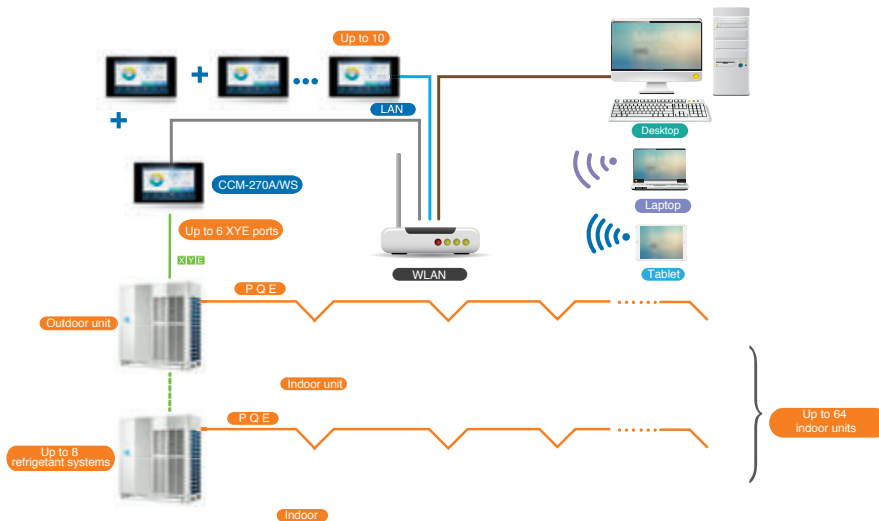 Up to 10
LAN
Desktop
CCM-270A/WS
Laptop
Up to 6 XYE ports
X Y E
WLAN
Tablet
P Q E
Outdoor unit
Indoor unit
P Q E
Up to 64
indoor units
Up to 8
refrigetant systems
Indoor